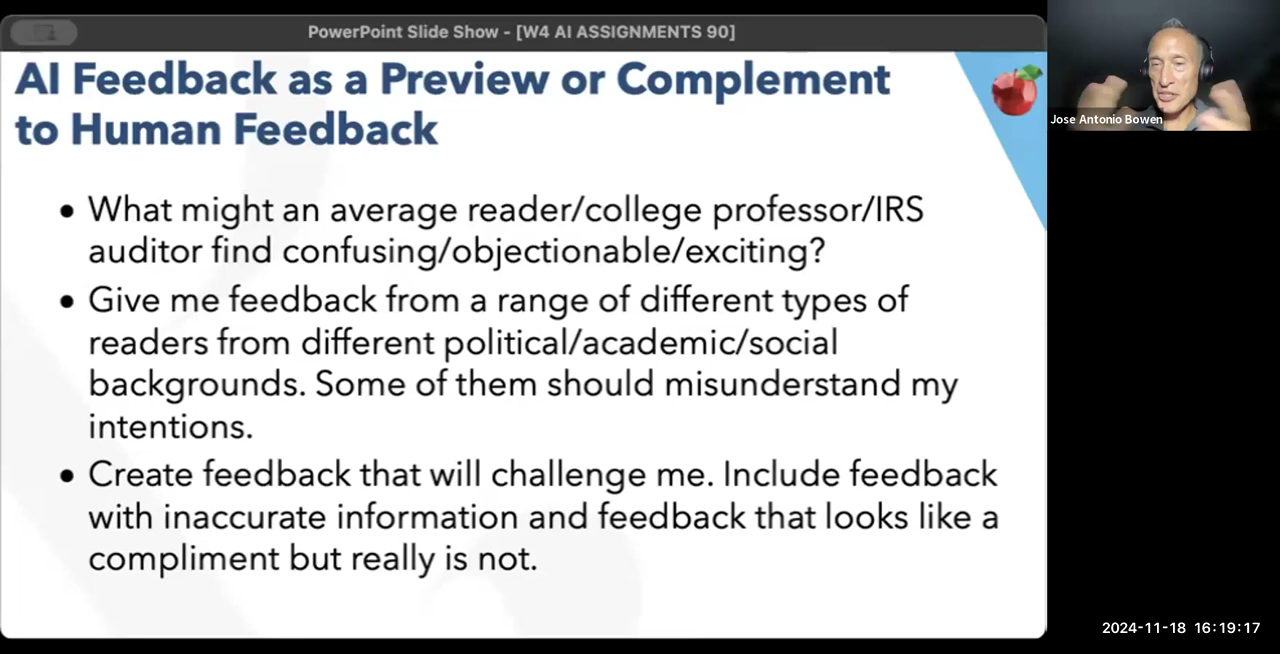 PowerPoint Slide Show - [W4 AI ASSIGNMENTS 90]
AI Feedback as a Preview or Complement
to Human Feedback
Jose Antonio Bowen
• What might an average reader/college professor/IRS
auditor find confusing/objectionable/exciting?
• Give me feedback from a range of different types of
readers from different political/academic/social
backgrounds. Some of them should misunderstand my
intentions.
• Create feedback that will challenge me. Include feedback
with inaccurate information and feedback that looks like a
compliment but really is not.
2024-11-18 16:19:17